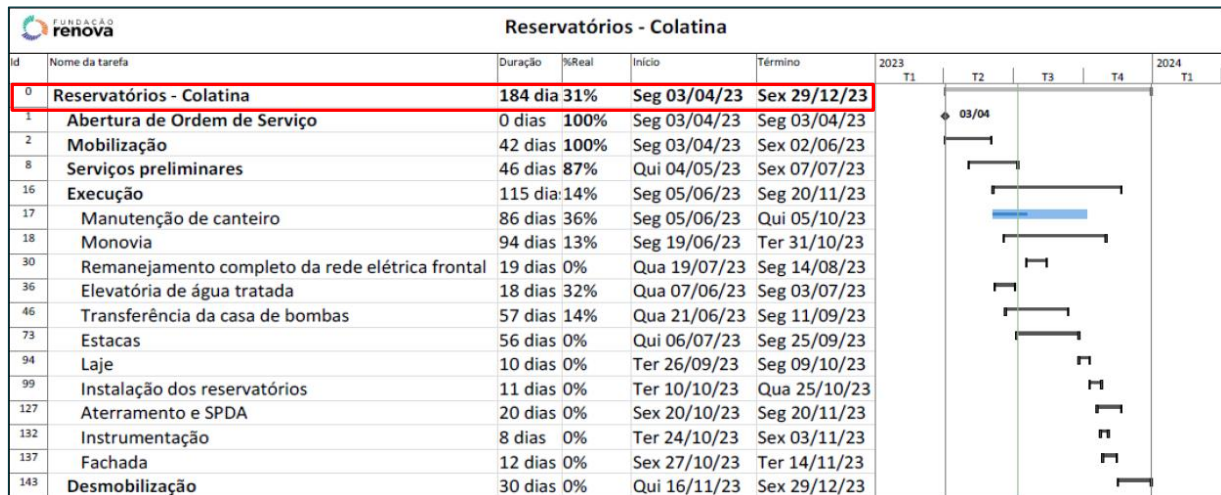 FUNDAÇÃO
renova
Reservatórios - Colatina
Id Nome da tarefa Duração %Real Início Término 2023 2024
T1 T2 T3 T4 T1
0 Reservatórios - Colatina 184 dia 31% Seg 03/04/23 Sex 29/12/23
1 Abertura de Ordem de Serviço 0 dias 100% Seg 03/04/23 Seg 03/04/23 03/04
2 Mobilização 42 dias 100% Seg 03/04/23 Sex 02/06/23
8 Serviços preliminares 46 dias 87% Qui 04/05/23 Sex 07/07/23
16 Execução 115 dia 14% Seg 05/06/23 Seg 20/11/23
17 Manutenção de canteiro 86 dias 36% Seg 05/06/23 Qui 05/10/23
18 Monovia 94 dias 13% Seg 19/06/23 Ter 31/10/23
30 Remanejamento completo da rede elétrica frontal 19 dias 0% Qua 19/07/23 Seg 14/08/23
36 Elevatória de água tratada 18 dias 32% Qua 07/06/23 Seg 03/07/23
46 Transferência da casa de bombas 57 dias 14% Qua 21/06/23 Seg 11/09/23
73 Estacas 56 dias 0% Qui 06/07/23 Seg 25/09/23
94 Laje 10 dias 0% Ter 26/09/23 Seg 09/10/23
99 Instalação dos reservatórios 11 dias 0% Ter 10/10/23 Qua 25/10/23
127 Aterramento e SPDA 20 dias 0% Sex 20/10/23 Seg 20/11/23
132 Instrumentação 8 dias 0% Ter 24/10/23 Sex 03/11/23
137 Fachada 12 dias 0% Sex 27/10/23 Ter 14/11/23
143 Desmobilização 30 dias 0% Qui 16/11/23 Sex 29/12/23